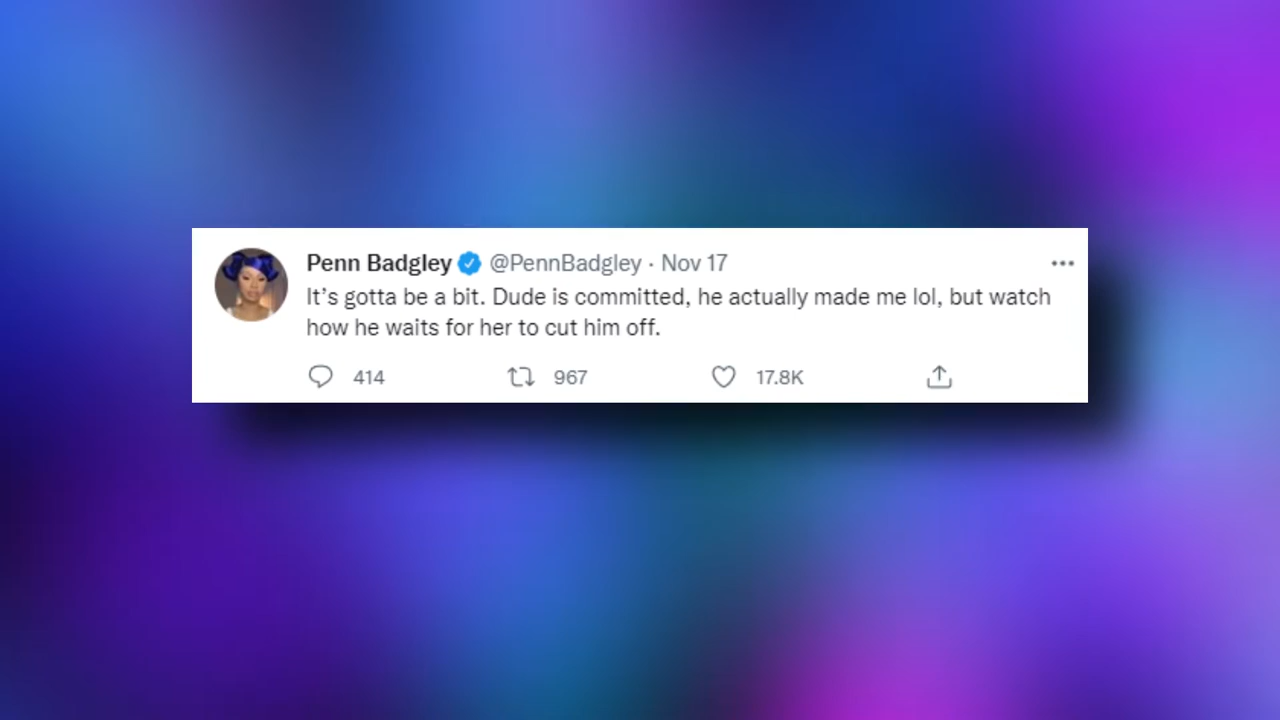 Penn Badgley @PennBadgley · Nov 17
It’s gotta be a bit. Dude is committed, he actually made me lol, but watch
how he waits for her to cut him off.
414 967 17.8K